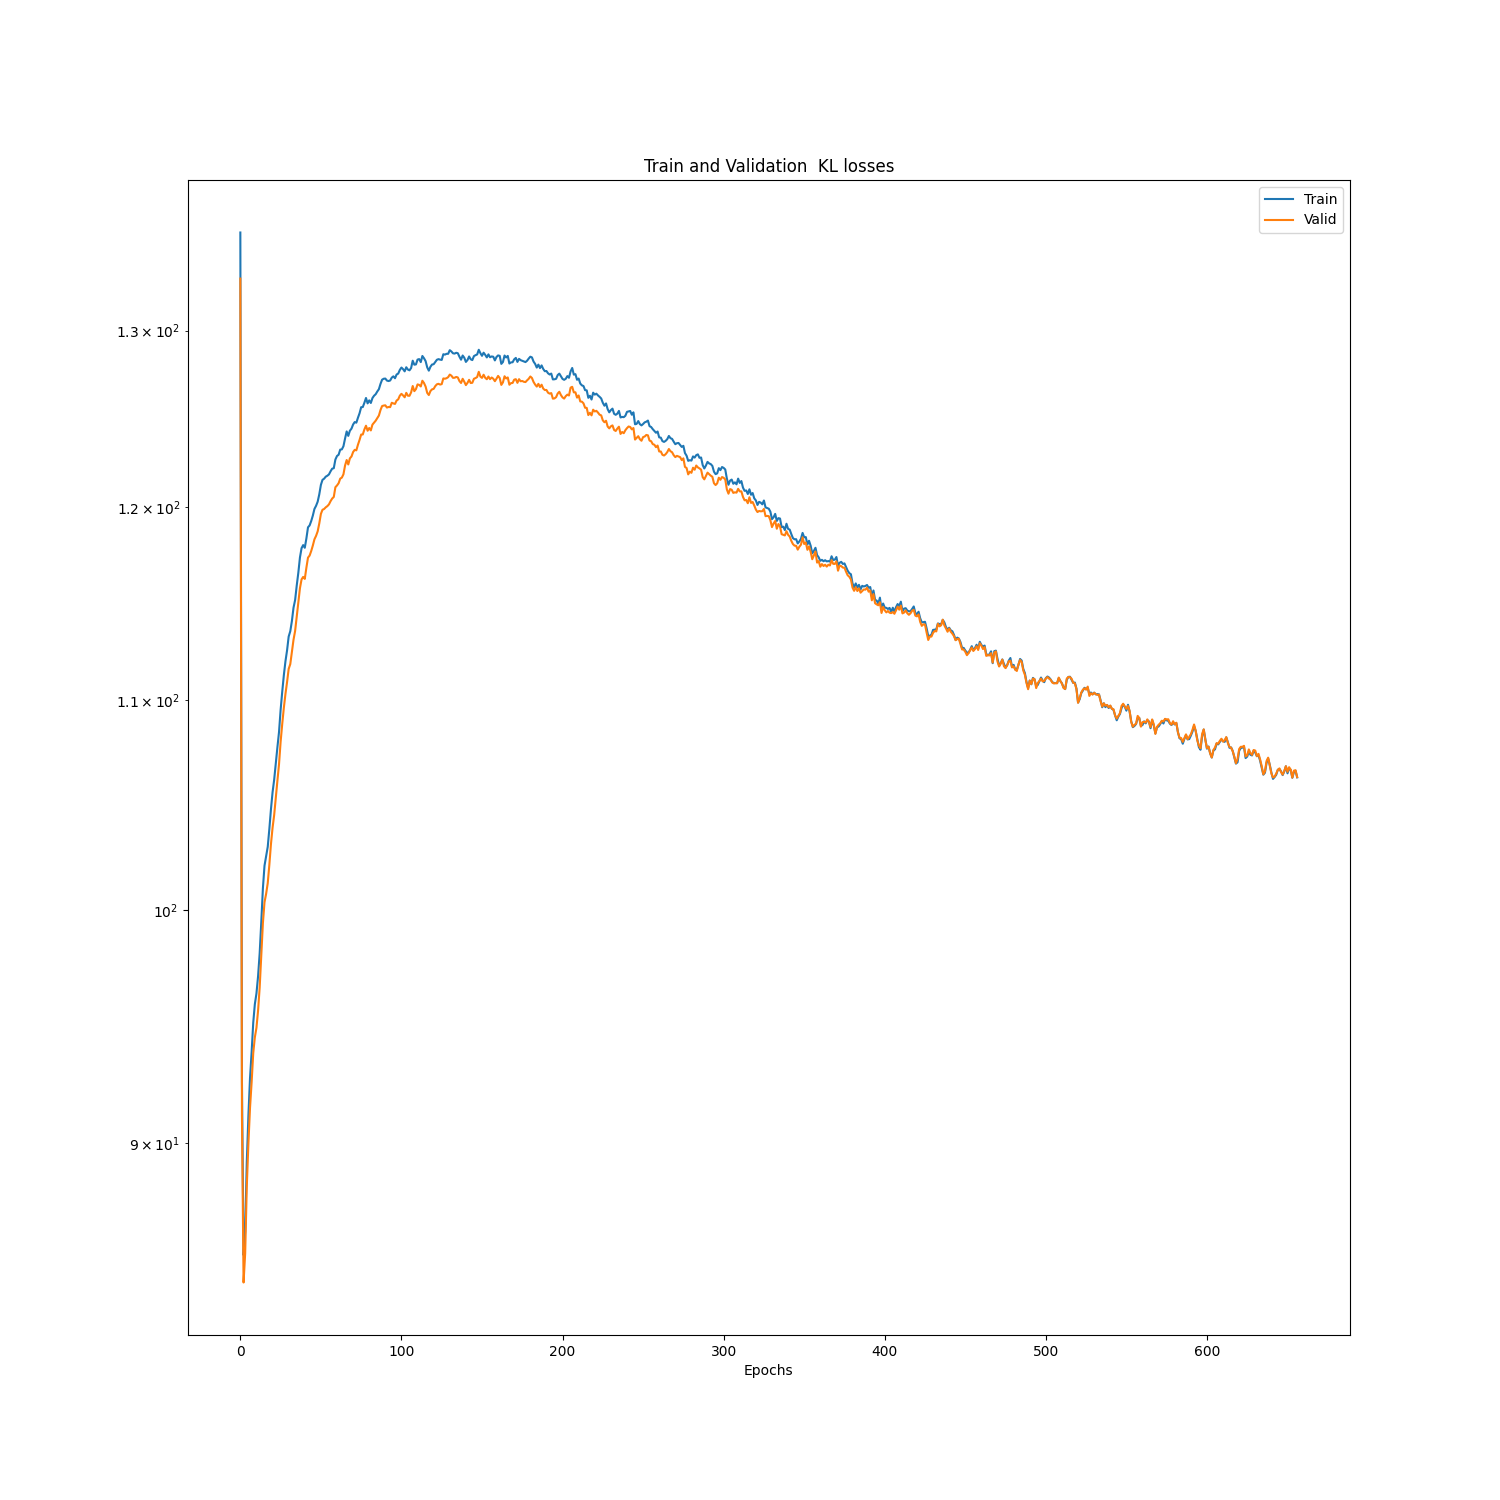 Train and Validation  KL losses
Train
Valid
1.3 × 10²
1.2 × 10²
1.1 × 10²
10²
9 × 10¹
0 100 200 300 400 500 600
Epochs